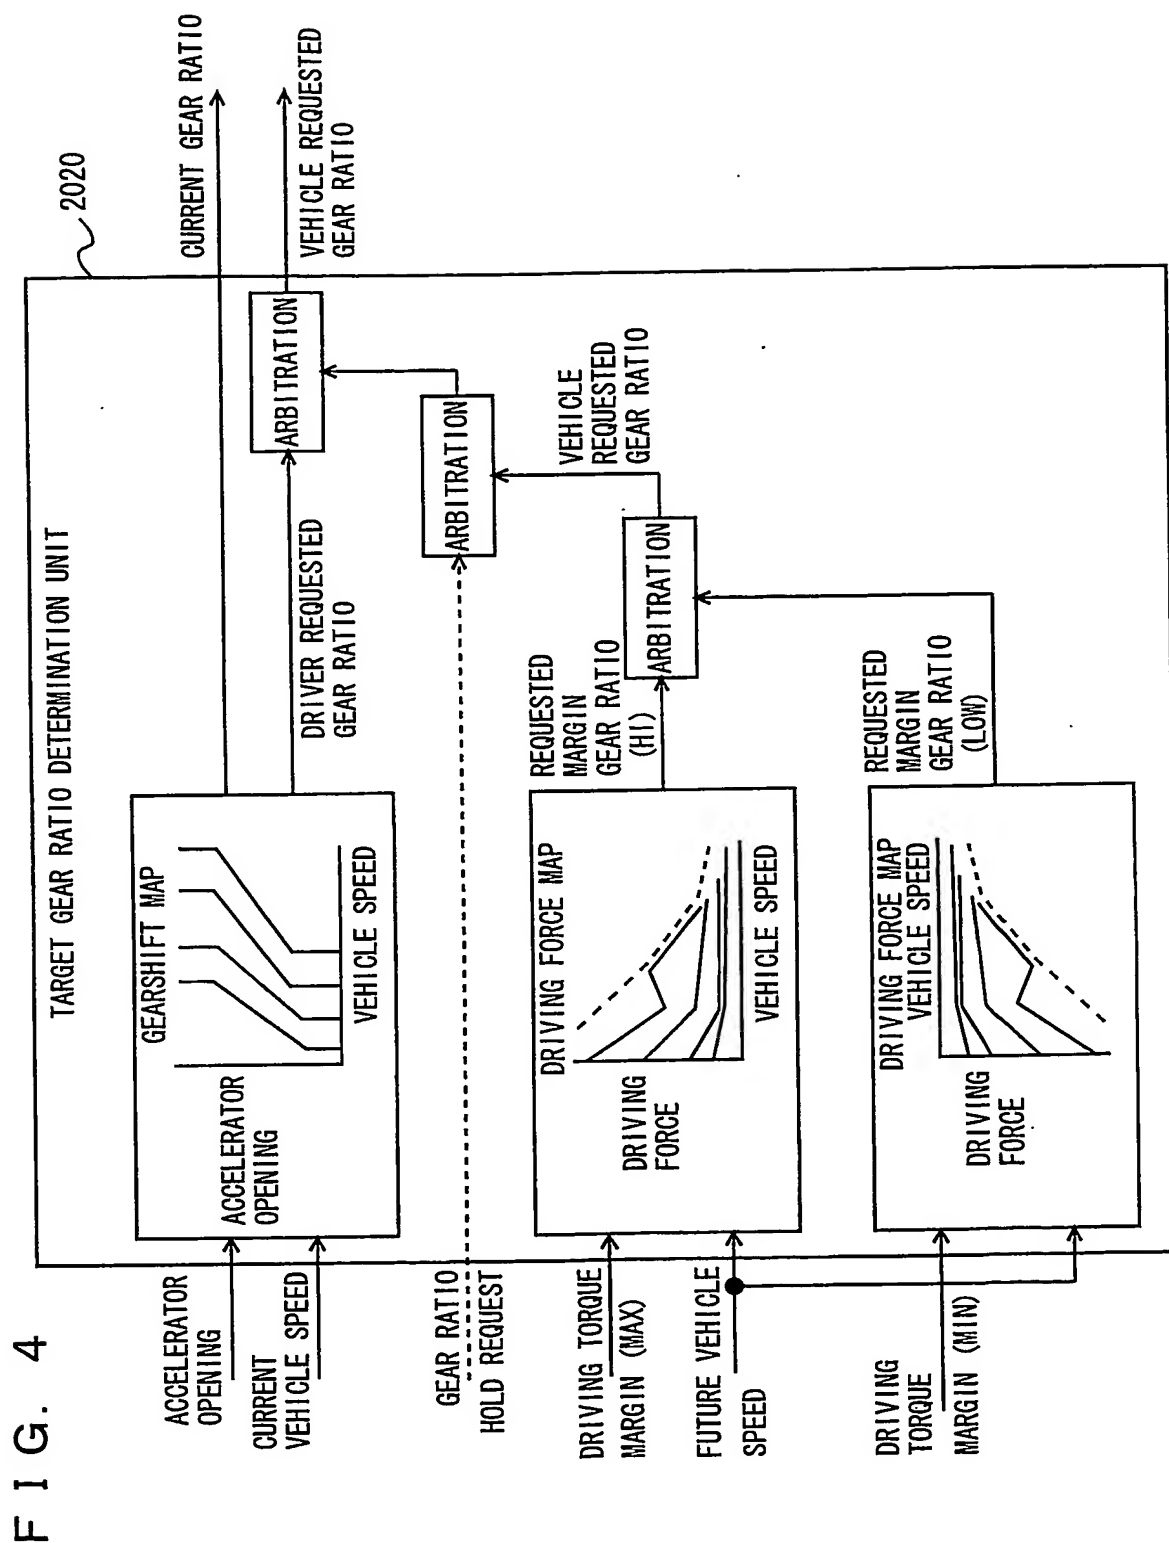 FIG. 4
2020
TARGET GEAR RATIO DETERMINATION UNIT
ACCELERATOR
OPENING
CURRENT
VEHICLE SPEED
GEARSHIFT MAP
ACCELERATOR
OPENING
VEHICLE SPEED
CURRENT GEAR RATIO
DRIVER REQUESTED
GEAR RATIO
ARBITRATION
VEHICLE REQUESTED
GEAR RATIO
GEAR RATIO
HOLD REQUEST
ARBITRATION
VEHICLE
REQUESTED
GEAR RATIO
DRIVING TORQUE
MARGIN (MAX)
FUTURE VEHICLE
SPEED
DRIVING FORCE MAP
DRIVING
FORCE
VEHICLE SPEED
REQUESTED
MARGIN
GEAR RATIO
(HI)
ARBITRATION
DRIVING
TORQUE
MARGIN (MIN)
DRIVING FORCE MAP
VEHICLE SPEED
DRIVING
FORCE
REQUESTED
MARGIN
GEAR RATIO
(LOW)